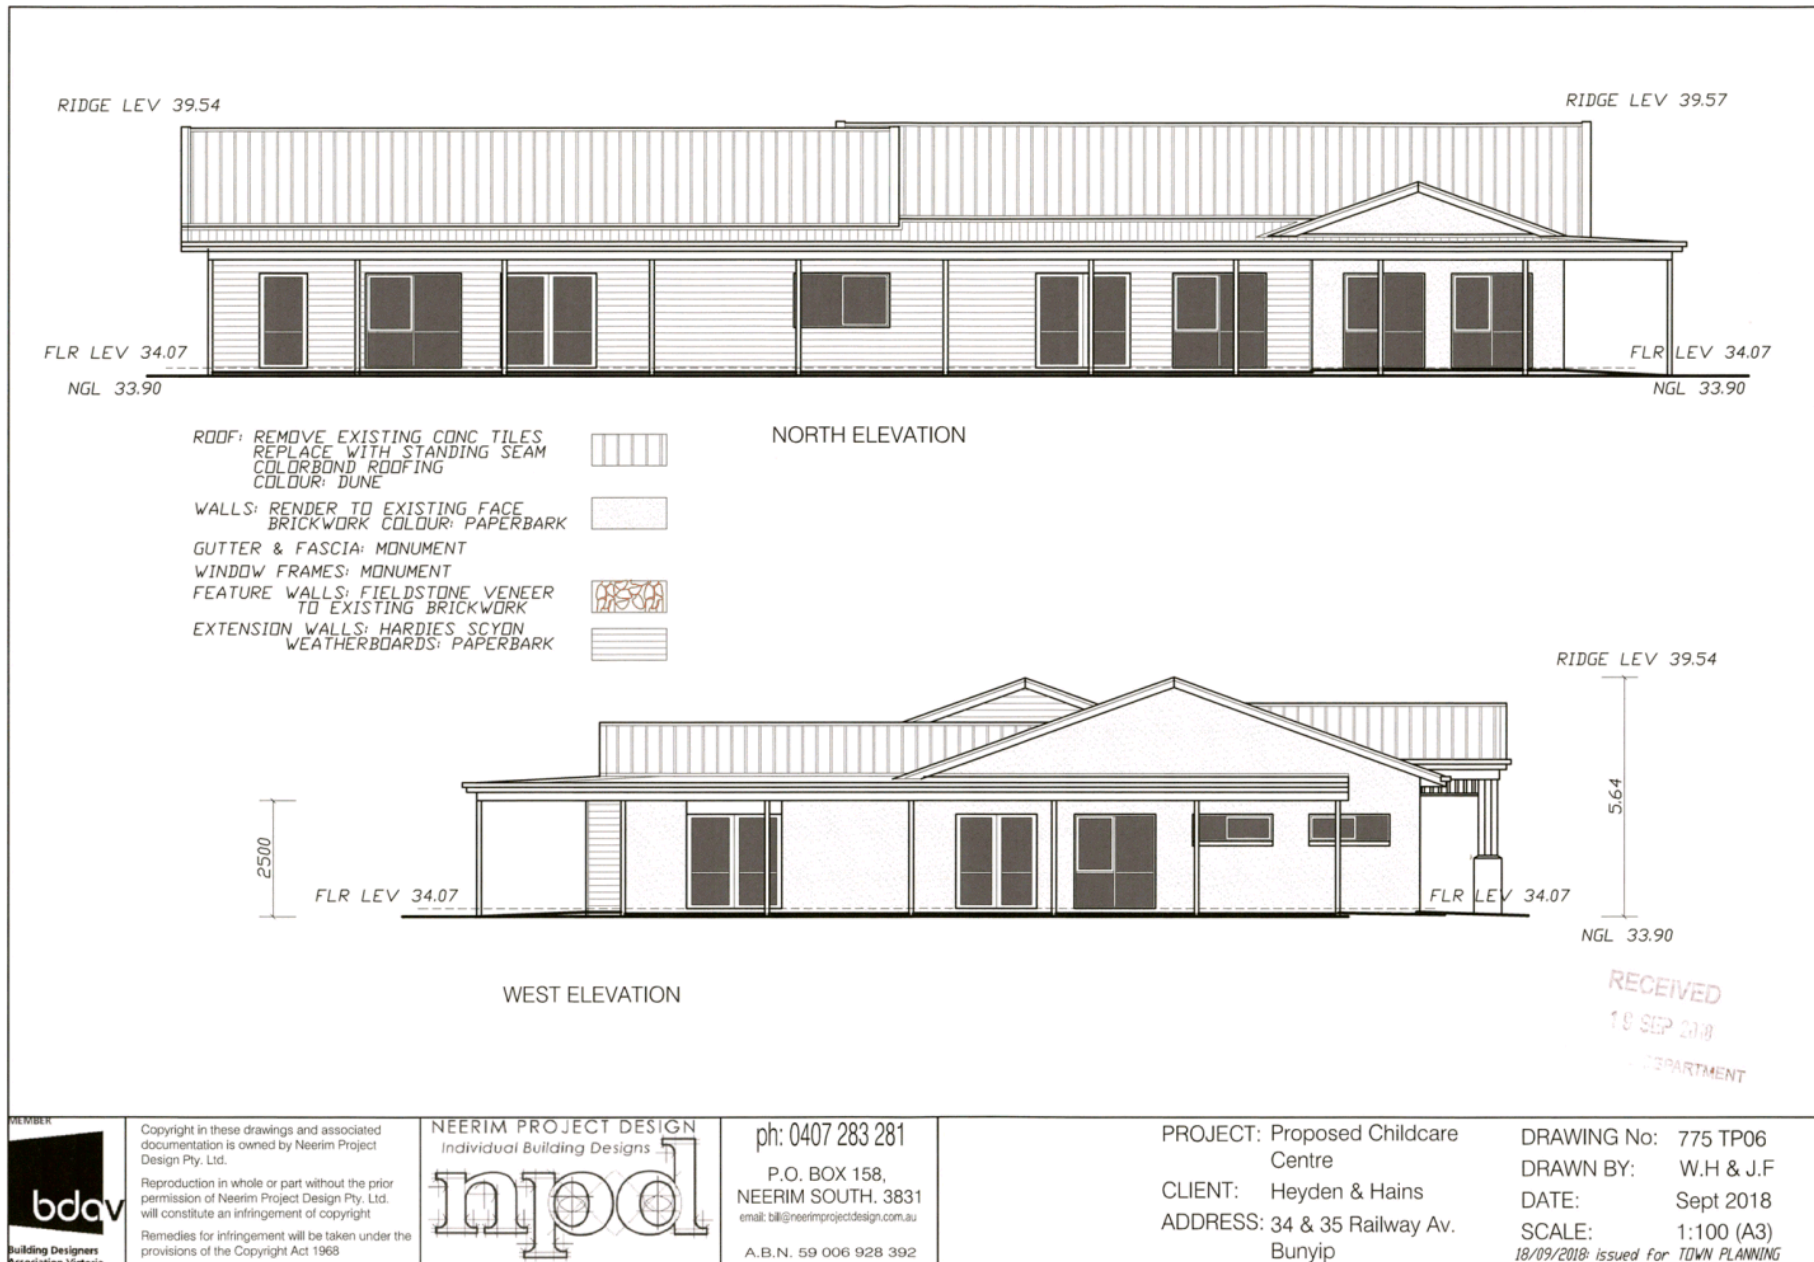 RIDGE LEV 39.54
RIDGE LEV 39.57
FLR LEV 34.07
FLR LEV 34.07
NGL 33.90
NGL 33.90
NORTH ELEVATION
ROOF: REMOVE EXISTING CONC TILES
REPLACE WITH STANDING SEAM
COLORBOND ROOFING
COLOUR: DUNE
WALLS: RENDER TO EXISTING FACE
BRICKWORK COLOUR: PAPERBARK
GUTTER & FASCIA: MONUMENT
WINDOW FRAMES: MONUMENT
FEATURE WALLS: FIELDSTONE VENEER
TO EXISTING BRICKWORK
EXTENSION WALLS: HARDIES SCYON
WEATHERBOARDS: PAPERBARK
RIDGE LEV 39.54
5.64
2500
FLR LEV 34.07
FLR LEV 34.07
NGL 33.90
WEST ELEVATION
RECEIVED
SEP
MEMBER
bdav
Building Designers
Association Victoria
Copyright in these drawings and associated
documentation is owned by Neerim Project
Design Pty. Ltd.
Reproduction in whole or part without the prior
permission of Neerim Project Design Pty. Ltd.
will constitute an infringement of copyright
Remedies for infringement will be taken under the
provisions of the Copyright Act 1968
NEERIM PROJECT DESIGN
Individual Building Designs
npd
ph: 0407 283 281
P.O. BOX 158,
NEERIM SOUTH. 3831
email: bill@neerimprojectdesign.com.au
A.B.N. 59 006 928 392
PROJECT: Proposed Childcare
Centre
CLIENT: Heyden & Hains
ADDRESS: 34 & 35 Railway Av.
Bunyip
DRAWING No: 775 TP06
DRAWN BY: W.H & J.F
DATE: Sept 2018
SCALE: 1:100 (A3)
18/09/2018: issued for TOWN PLANNING